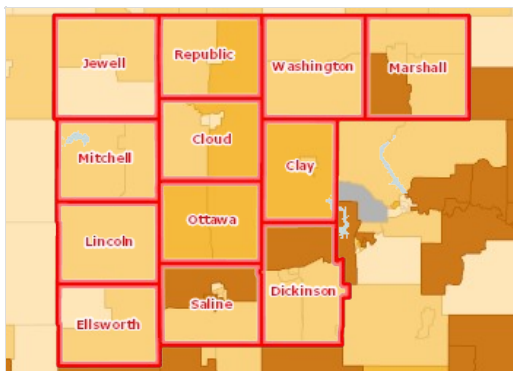 Republic
Jewell
Washington
Marshall
Cloud
Mitchell
Clay
Ottawa
Lincoln
Dickinson
Saline
Ellsworth